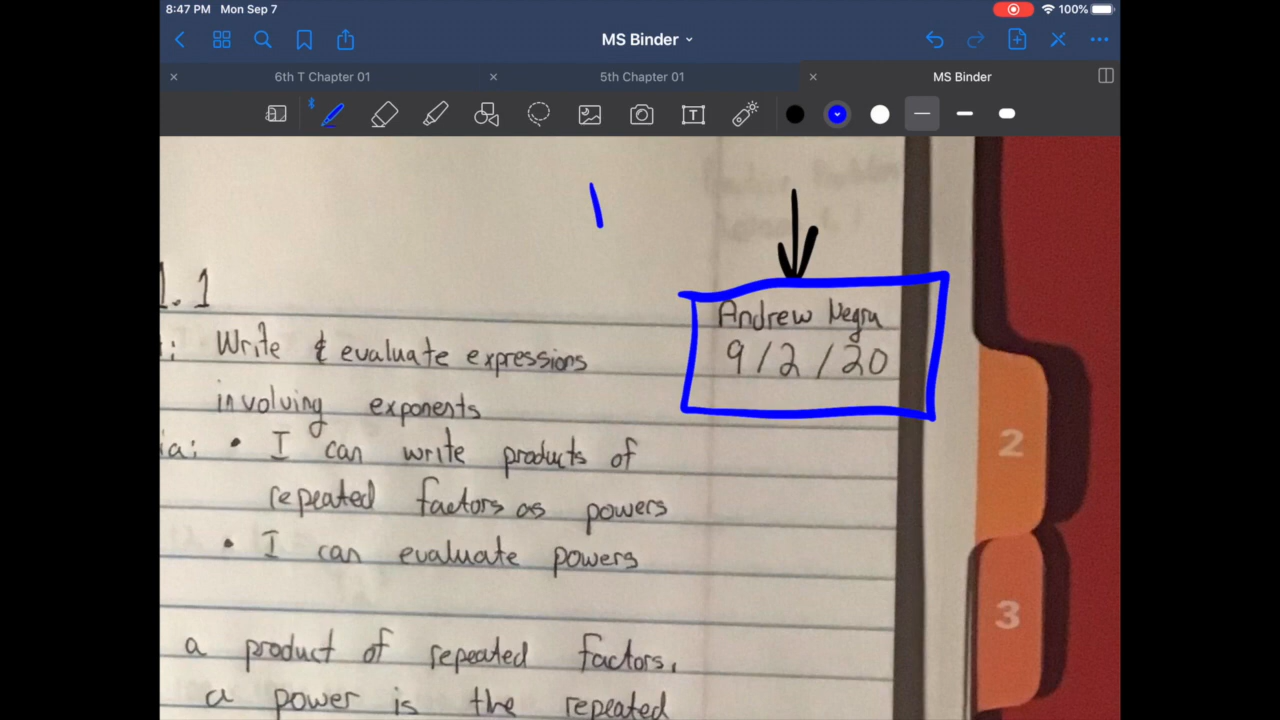 8:47 PM Mon Sep 7
100%
MS Binder
6th T Chapter 01
5th Chapter 01
MS Binder
T
1.1
Andrew Negru
9/2/20
: Write & evaluate expressions
involving exponents
ia: • I can write products of
repeated factors as powers
• I can evaluate powers
a product of repeated factors.
a power is the repeated
2
3